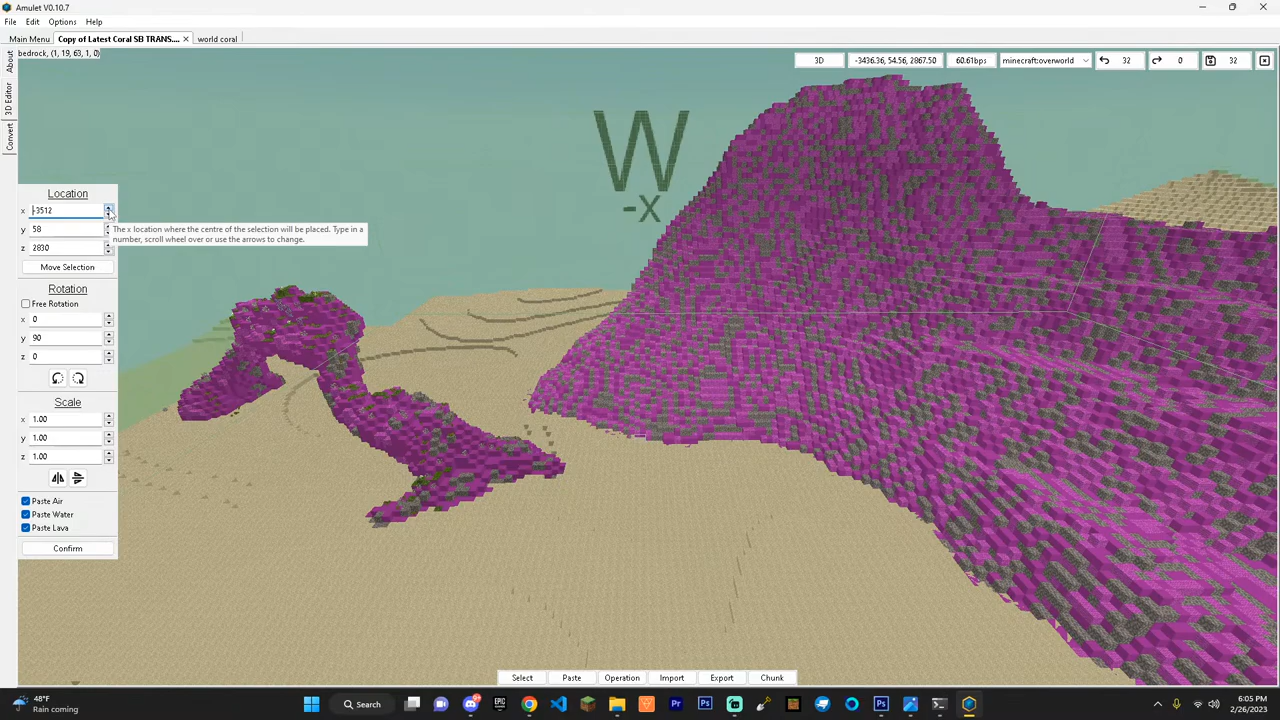 Amulet V0.10.7
File Edit Options Help
Main Menu Copy of Latest Coral SB TRANS.... world coral
bedrock, (1, 19, 63, 1, 0)
3D -3436.36, 54.56, 2867.50 60.61bps minecraft:overworld 32 0 32
About
3D Editor
Convert
W
-X
Location
x -3512
y 58
z 2830
The x location where the centre of the selection will be placed. Type in a
number, scroll wheel over or use the arrows to change.
Move Selection
Rotation
Free Rotation
x 0
y 90
z 0
Scale
x 1.00
y 1.00
z 1.00
Paste Air
Paste Water
Paste Lava
Confirm
Select Paste Operation Import Export Chunk
48°F
Rain coming
Search
EPIC
Pr
Ps
Ps
6:05 PM
2/26/2023